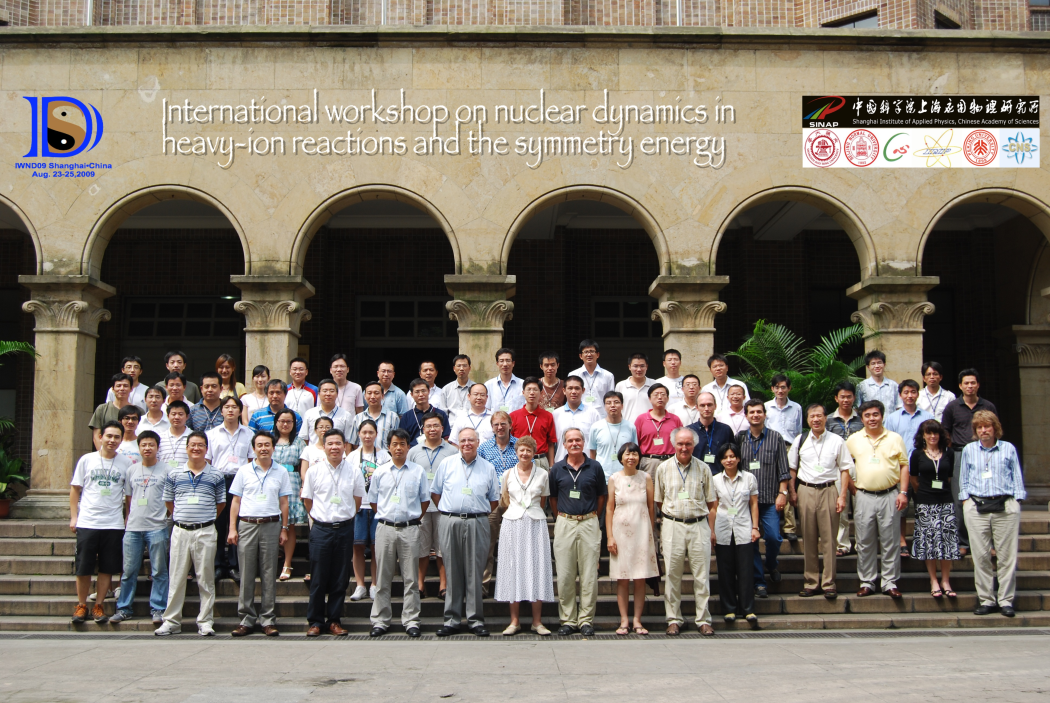 International workshop on nuclear dynamics in
heavy-ion reactions and the symmetry energy
IWND09 Shanghai•China
Aug. 23-25,2009
SINAP
中国科学院上海应用物理研究所
Shanghai Institute of Applied Physics, Chinese Academy of Sciences
CNS